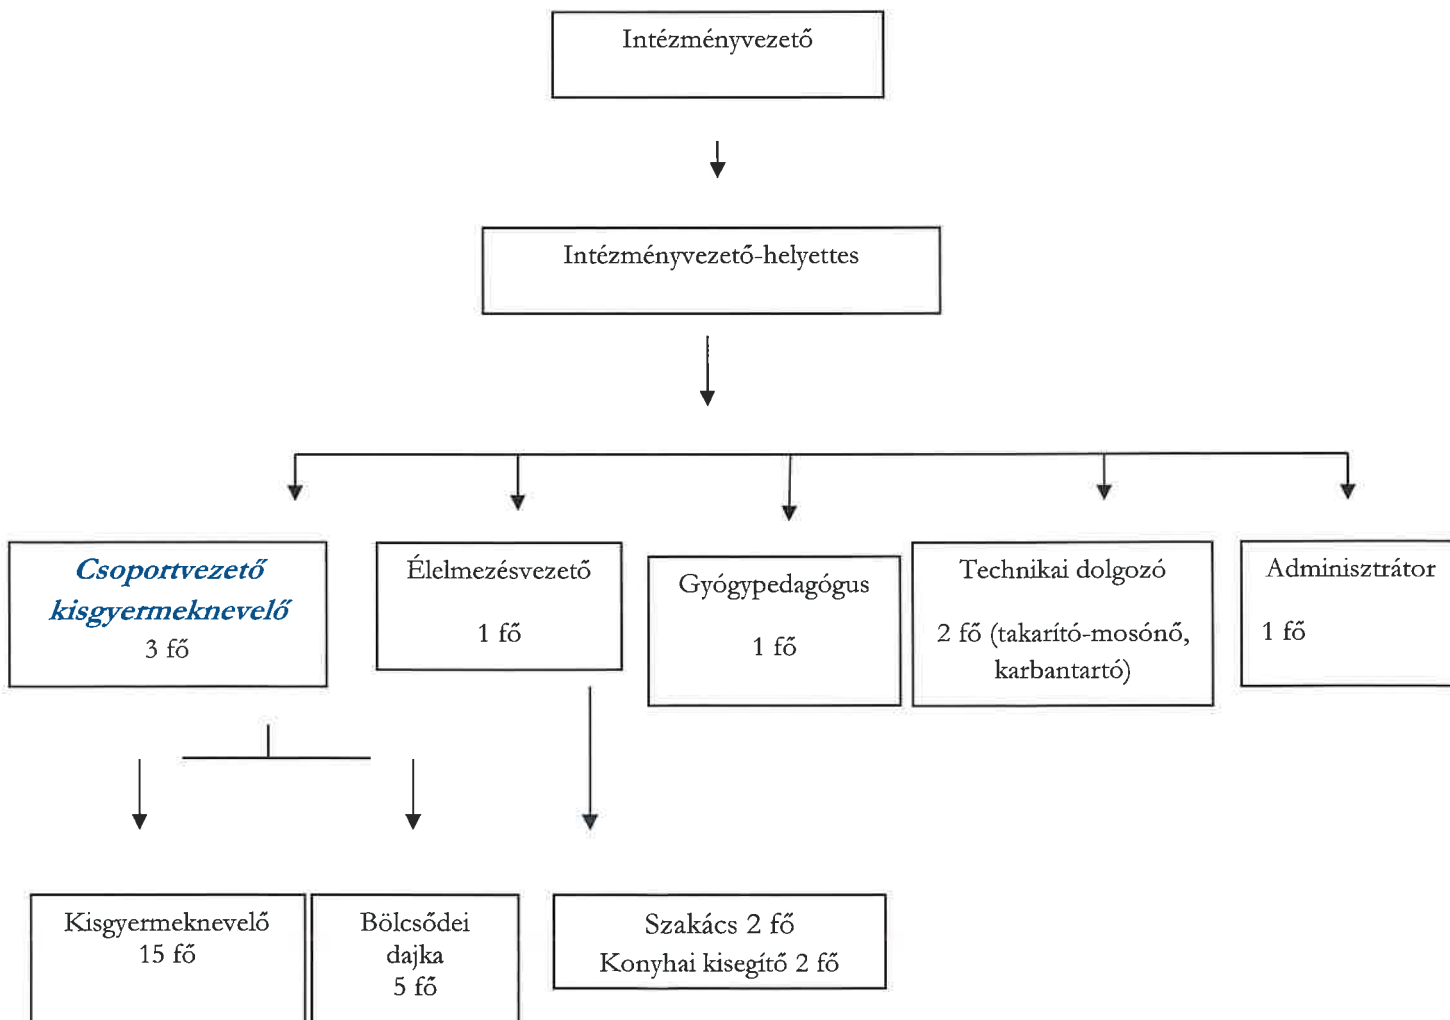 Intézményvezető
Intézményvezető-helyettes
Csoportvezető
kisgyermeknevelő
3 fő
Élelmezésvezető
1 fő
Gyógypedagógus
1 fő
Technikai dolgozó
2 fő (takarító-mosónő,
karbantartó)
Adminisztrátor
1 fő
Kisgyermeknevelő
15 fő
Bölcsődei
dajka
5 fő
Szakács 2 fő
Konyhai kisegítő 2 fő